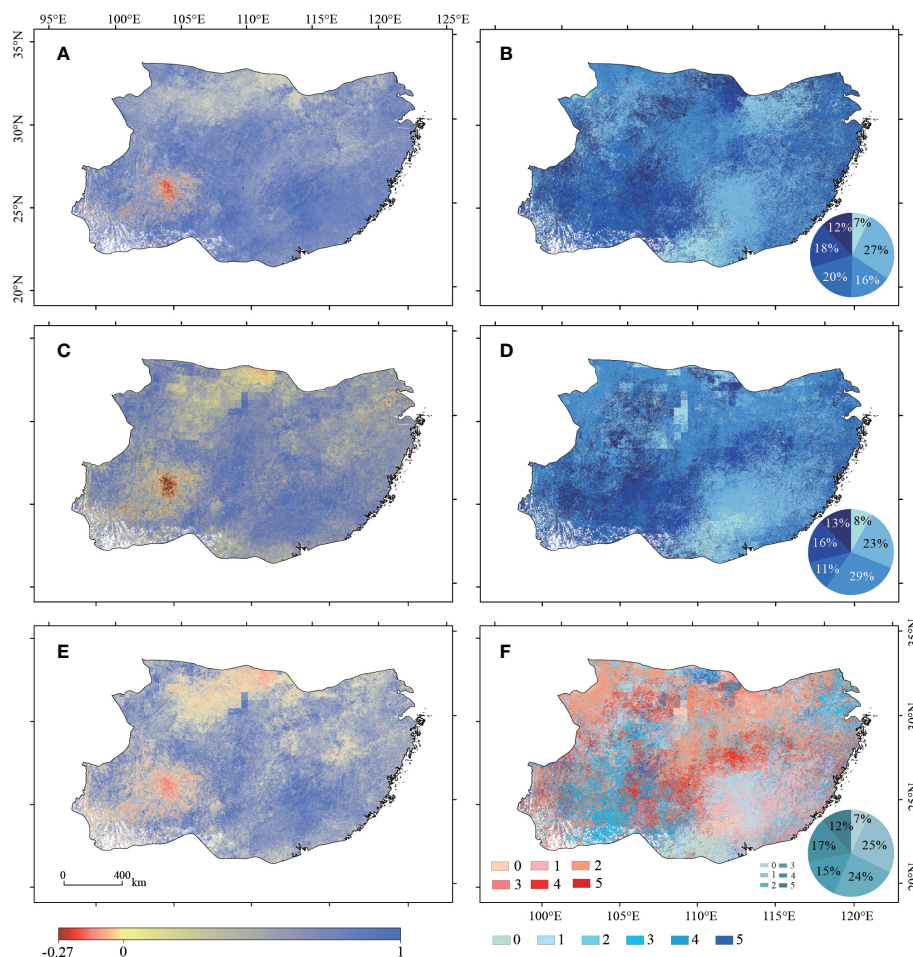 95°E 100°E 105°E 110°E 115°E 120°E 125°E
35°N
30°N
25°N
20°N
A
B
7%
27%
16%
20%
18%
12%
C
D
8%
23%
29%
11%
16%
13%
E
0 400 km
F
35°N
30°N
25°N
20°N
7%
25%
24%
15%
17%
12%
0 1 2
3 4 5
0 3
1 4
2 5
100°E 105°E 110°E 115°E 120°E
-0.27 0 1
0 1 2 3 4 5